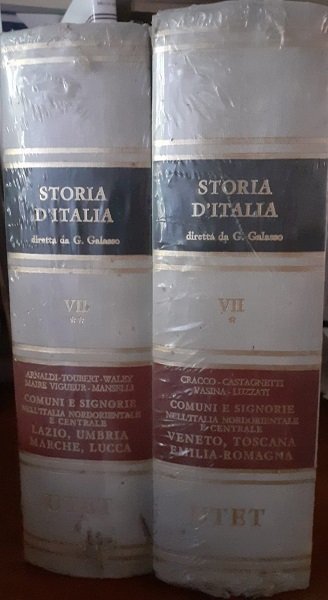 STORIA
D'ITALIA
diretta da G. Galasso
VII
**
ARNALDI - TOUBERT - WALEY
MAIRE VIGUEUR - MANSELLI
COMUNI E SIGNORIE
NELL'ITALIA NORDORIENTALE
E CENTRALE
LAZIO, UMBRIA
MARCHE, LUCCA
UTET
STORIA
D'ITALIA
diretta da G. Galasso
VII
*
CRACCO - CASTAGNETTI
VASINA - LUZZATI
COMUNI E SIGNORIE
NELL'ITALIA NORDORIENTALE
E CENTRALE
VENETO, TOSCANA
EMILIA-ROMAGNA
UTET